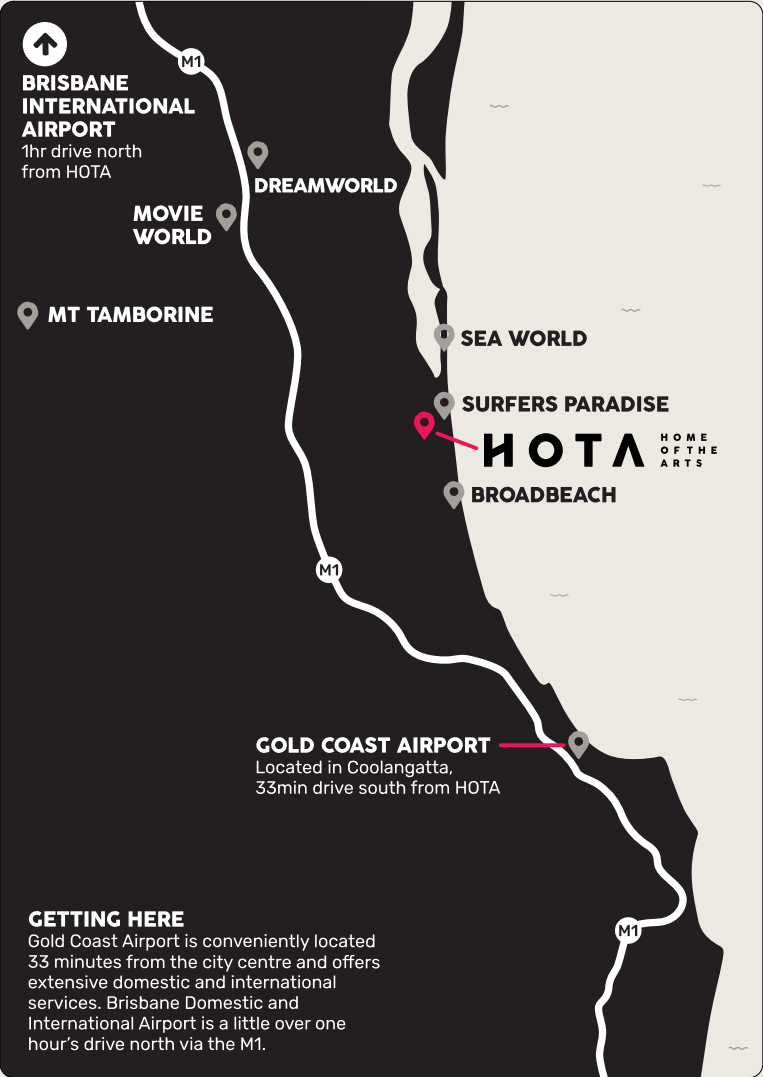 M1
BRISBANE
INTERNATIONAL
AIRPORT
1hr drive north
from HOTA
DREAMWORLD
MOVIE
WORLD
MT TAMBORINE
SEA WORLD
SURFERS PARADISE
HOTA
HOME
OF THE
ARTS
BROADBEACH
M1
GOLD COAST AIRPORT
Located in Coolangatta,
33min drive south from HOTA
GETTING HERE
Gold Coast Airport is conveniently located
33 minutes from the city centre and offers
extensive domestic and international
services. Brisbane Domestic and
International Airport is a little over one
hour's drive north via the M1.
M1